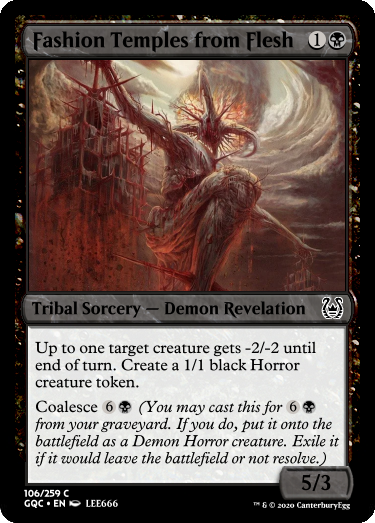 Fashion Temples from Flesh 1
Tribal Sorcery — Demon Revelation
Up to one target creature gets -2/-2 until
end of turn. Create a 1/1 black Horror
creature token.
Coalesce 6 (You may cast this for 6
from your graveyard. If you do, put it onto the
battlefield as a Demon Horror creature. Exile it
if it would leave the battlefield or not resolve.)
5/3
106/259 C
GQC • EN LEE666
™ & © 2020 CanterburyEgg